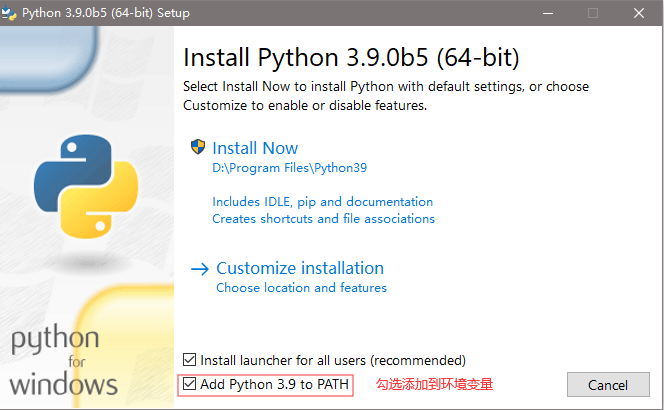 Python 3.9.0b5 (64-bit) Setup
Install Python 3.9.0b5 (64-bit)
Select Install Now to install Python with default settings, or choose
Customize to enable or disable features.
Install Now
D:\Program Files\Python39
Includes IDLE, pip and documentation
Creates shortcuts and file associations
Customize installation
Choose location and features
python
for
windows
Install launcher for all users (recommended)
Add Python 3.9 to PATH 勾选添加到环境变量
Cancel